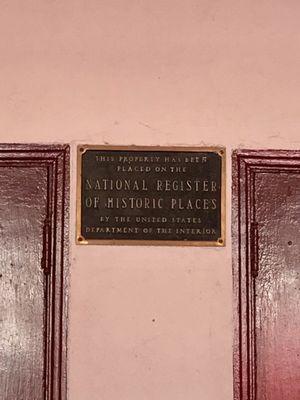 THIS PROPERTY HAS BEEN
PLACED ON THE
NATIONAL REGISTER
OF HISTORIC PLACES
BY THE UNITED STATES
DEPARTMENT OF THE INTERIOR